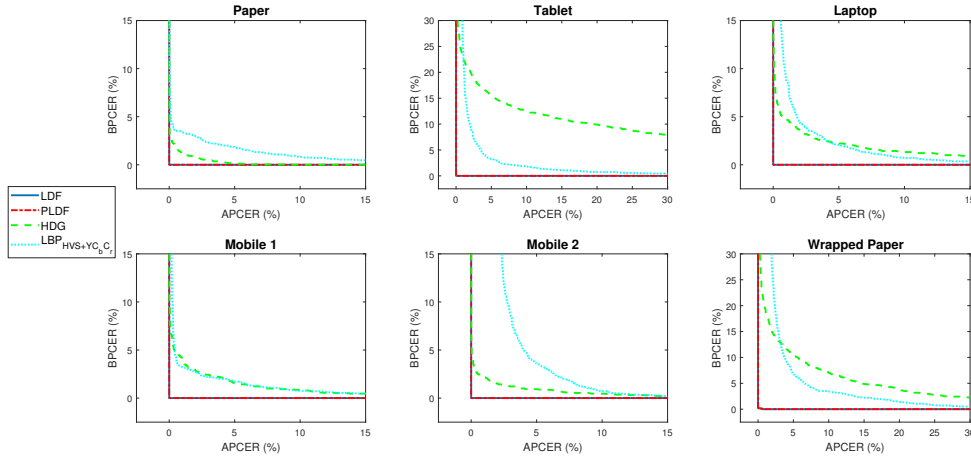 Paper
Tablet
Laptop
15
10
5
0
BPCER (%)
0 5 10 15
APCER (%)
30
25
20
15
10
5
0
BPCER (%)
0 5 10 15 20 25 30
APCER (%)
15
10
5
0
BPCER (%)
0 5 10 15
APCER (%)
LDF
PLDF
HDG
LBP HVS+YCbCr
Mobile 1
Mobile 2
Wrapped Paper
15
10
5
0
BPCER (%)
0 5 10 15
APCER (%)
15
10
5
0
BPCER (%)
0 5 10 15
APCER (%)
30
25
20
15
10
5
0
BPCER (%)
0 5 10 15 20 25 30
APCER (%)